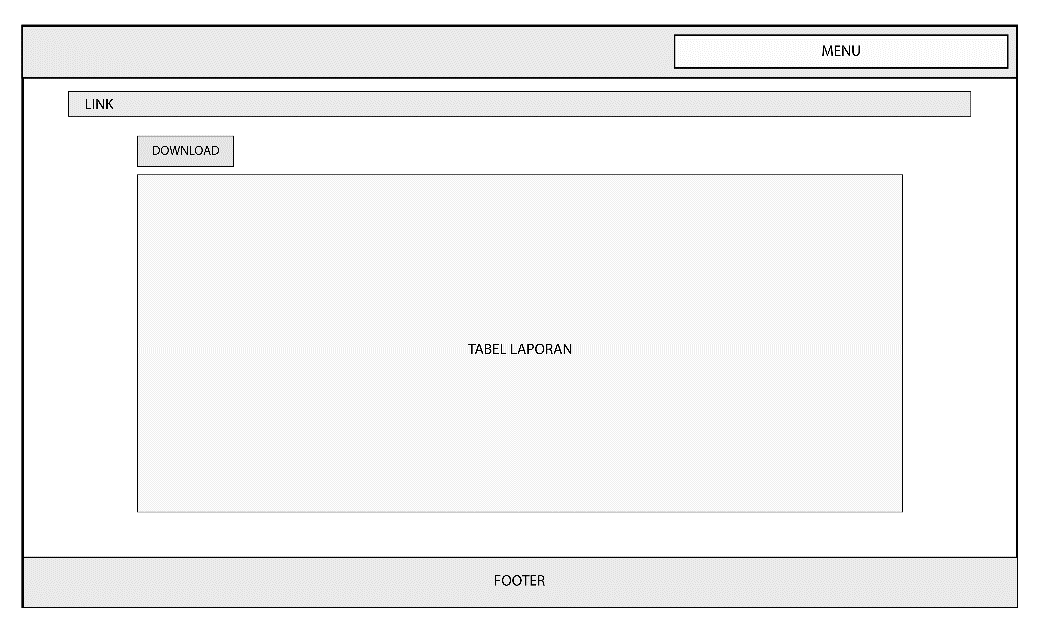 MENU
LINK
DOWNLOAD
TABEL LAPORAN
FOOTER